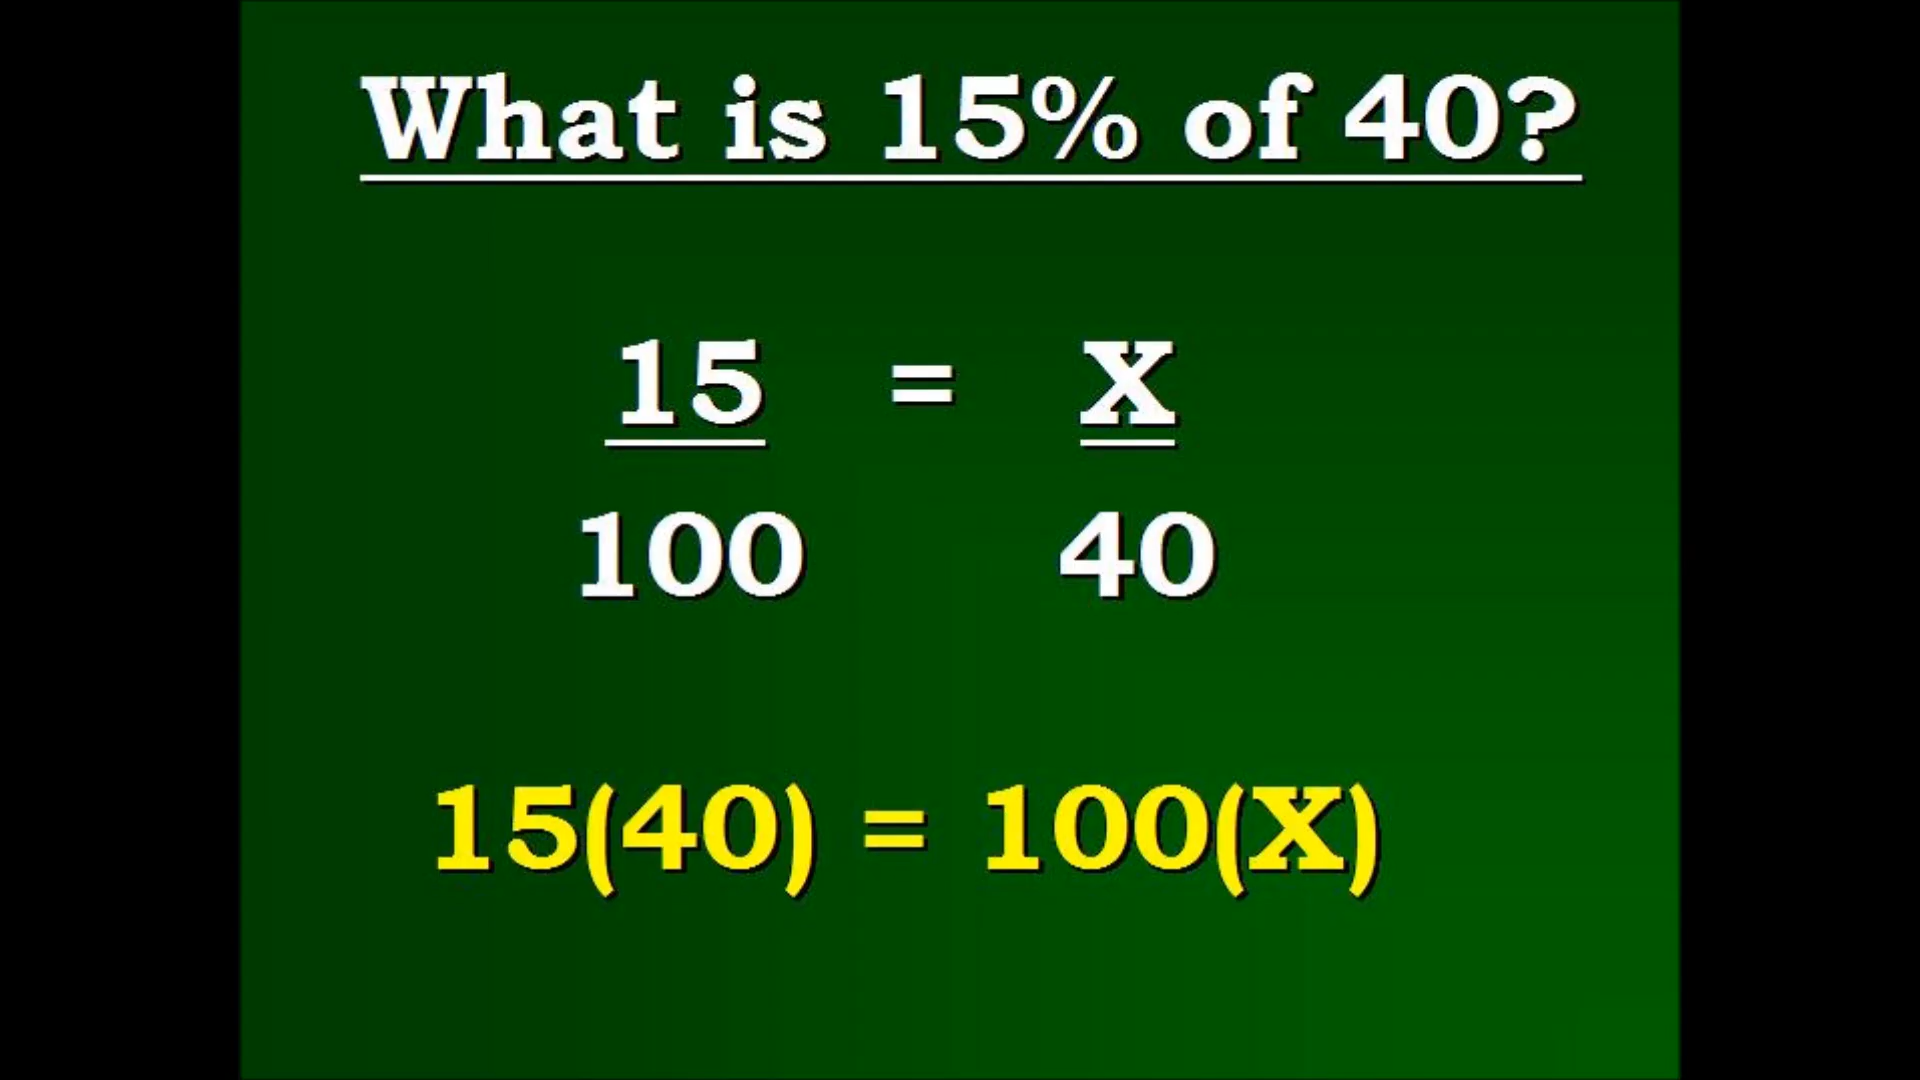 What is 15% of 40?
15 = X
100 40
15(40) = 100(X)